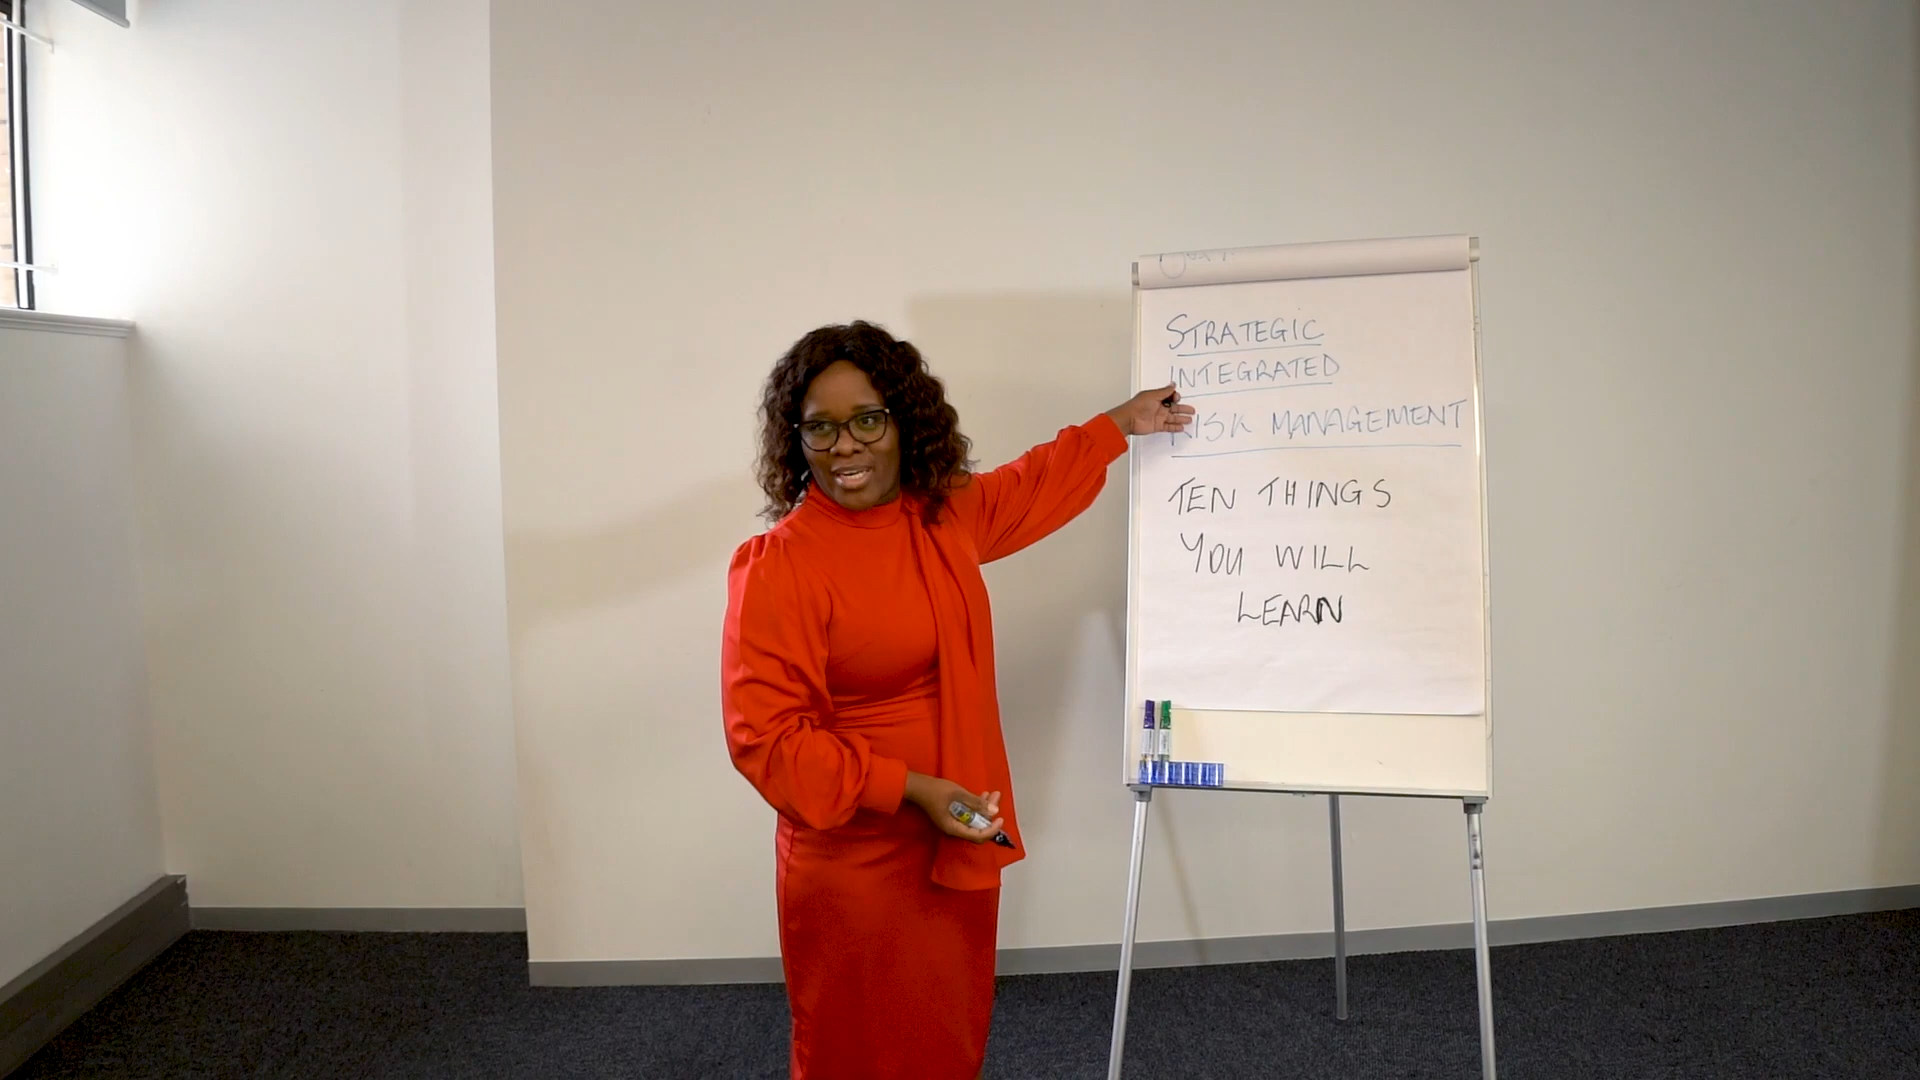 STRATEGIC
INTEGRATED
RISK MANAGEMENT
TEN THINGS
YOU WILL
LEARN